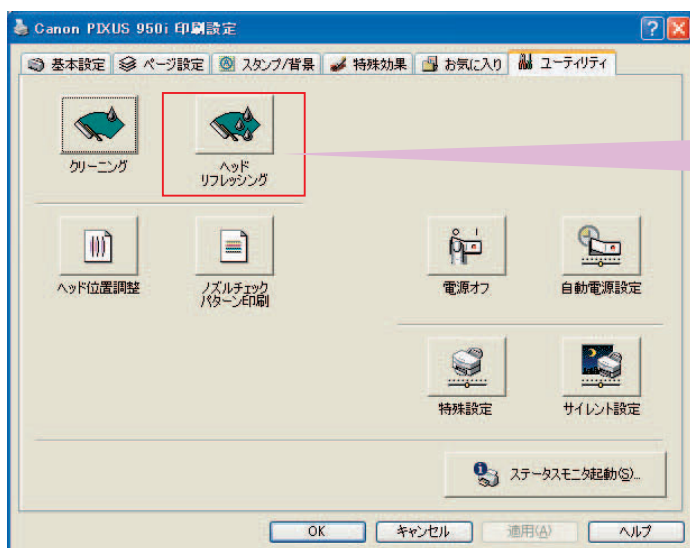 Canon PIXUS 950i 印刷設定
基本設定 ページ設定 スタンプ/背景 特殊効果 お気に入り ユーティリティ
クリーニング
ヘッド
リフレッシング
ヘッド位置調整
ノズルチェック
パターン印刷
電源オフ
自動電源設定
特殊設定
サイレント設定
ステータスモニタ起動(S)...
OK キャンセル 適用(A) ヘルプ